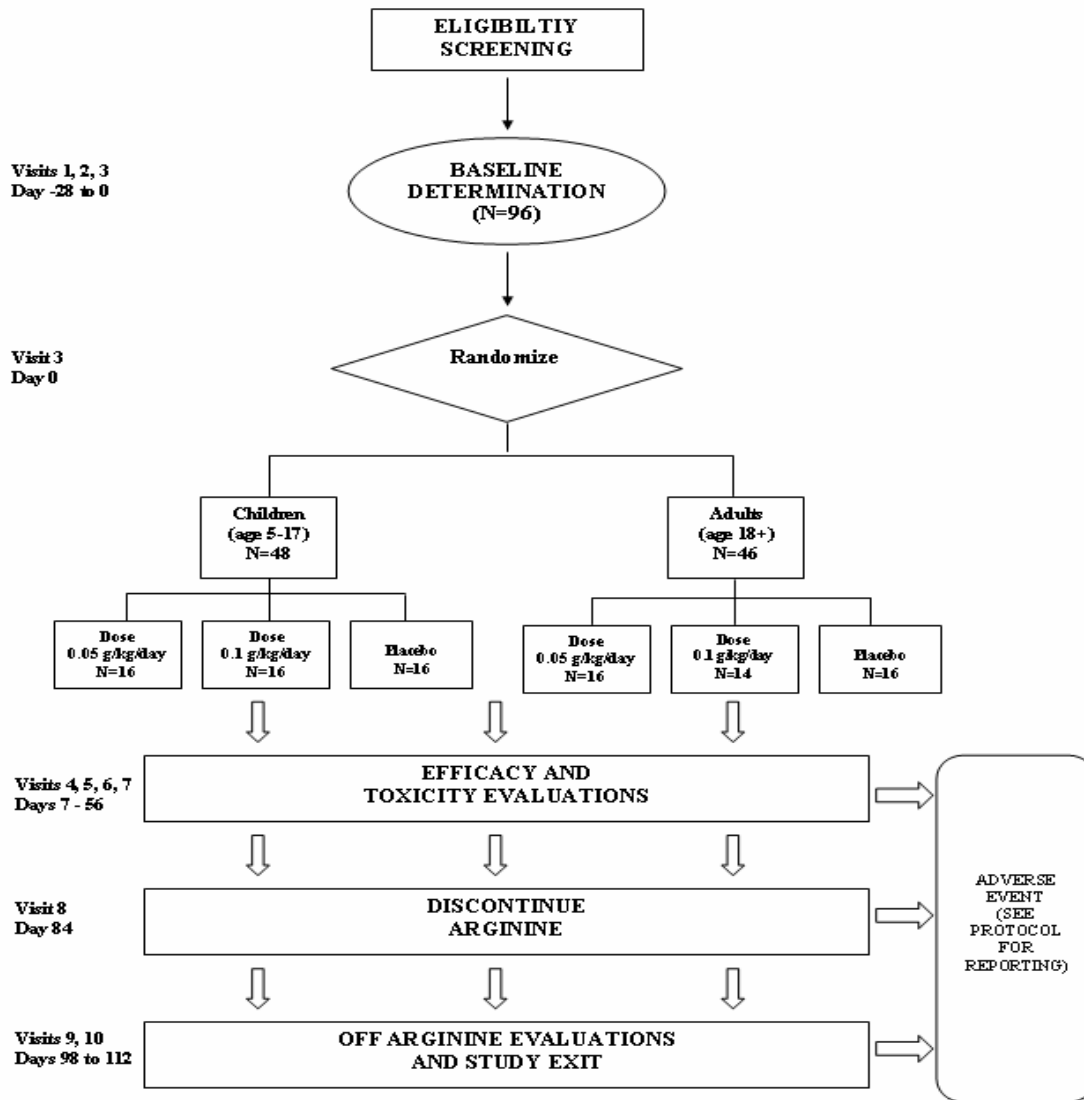 ELIGIBILTIY
SCREENING
Visits 1, 2, 3
Day -28 to 0
BASELINE
DETERMINATION
(N=96)
Visit 3
Day 0
Randomize
Children
(age 5-17)
N=48
Adults
(age 18+)
N=46
Dose
0.05 g/kg/day
N=16
Dose
0.1 g/kg/day
N=16
Placebo
N=16
Dose
0.05 g/kg/day
N=16
Dose
0.1 g/kg/day
N=14
Placebo
N=16
Visits 4, 5, 6, 7
Days 7 - 56
EFFICACY AND
TOXICITY EVALUATIONS
Visit 8
Day 84
DISCONTINUE
ARGININE
ADVERSE
EVENT
(SEE
PROTOCOL
FOR
REPORTING)
Visits 9, 10
Days 98 to 112
OFF ARGININE EVALUATIONS
AND STUDY EXIT